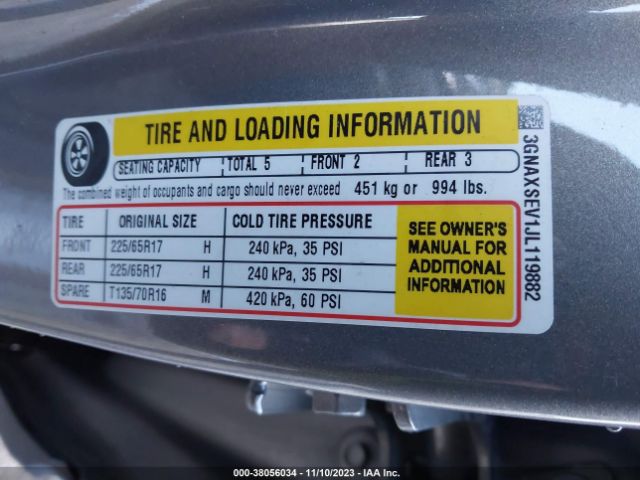 TIRE AND LOADING INFORMATION
SEATING CAPACITY TOTAL 5 FRONT 2 REAR 3
The combined weight of occupants and cargo should never exceed 451 kg or 994 lbs.
TIRE ORIGINAL SIZE COLD TIRE PRESSURE
FRONT 225/65R17 H 240 kPa, 35 PSI
REAR 225/65R17 H 240 kPa, 35 PSI
SPARE T135/70R16 M 420 kPa, 60 PSI
SEE OWNER'S
MANUAL FOR
ADDITIONAL
INFORMATION
3GNAXSEV1JL119882
000-38056034 — 11/10/2023 — IAA Inc.